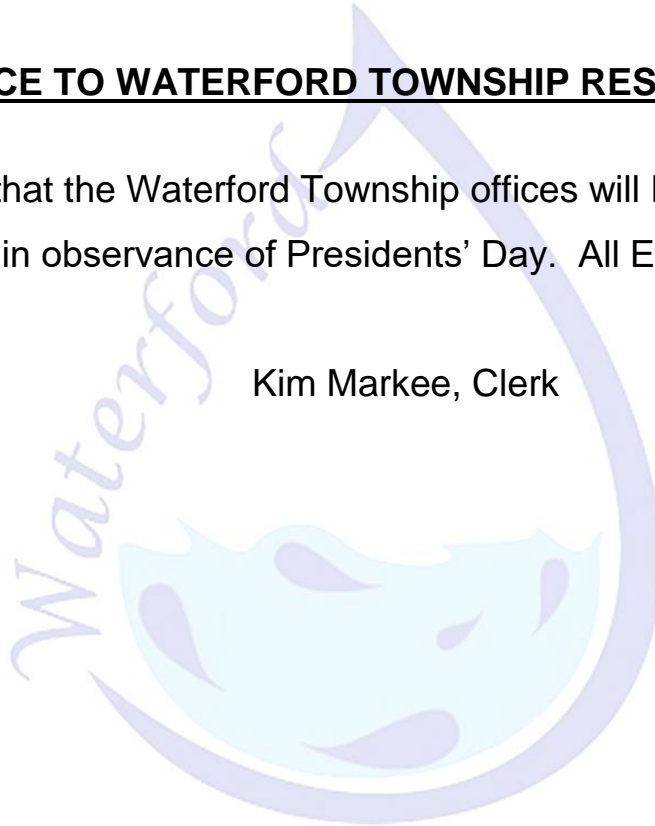 CE TO WATERFORD TOWNSHIP RES
that the Waterford Township offices will
in observance of Presidents’ Day.  All E
Kim Markee, Clerk
Waterford